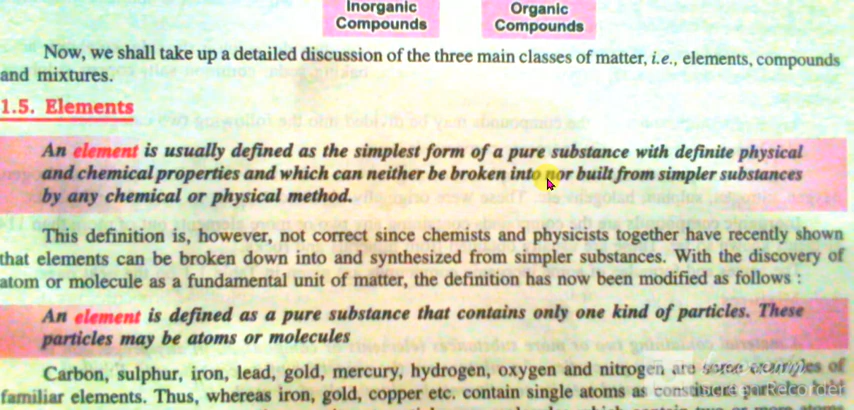 Inorganic Compounds
Organic Compounds
Now, we shall take up a detailed discussion of the three main classes of matter, i.e., elements, compounds
and mixtures.
1.5. Elements
An element is usually defined as the simplest form of a pure substance with definite physical
and chemical properties and which can neither be broken into nor built from simpler substances
by any chemical or physical method.
This definition is, however, not correct since chemists and physicists together have recently shown
that elements can be broken down into and synthesized from simpler substances. With the discovery of
atom or molecule as a fundamental unit of matter, the definition has now been modified as follows :
An element is defined as a pure substance that contains only one kind of particles. These
particles may be atoms or molecules
Carbon, sulphur, iron, lead, gold, mercury, hydrogen, oxygen and nitrogen are some examples of
familiar elements. Thus, whereas iron, gold, copper etc. contain single atoms as constituent particles